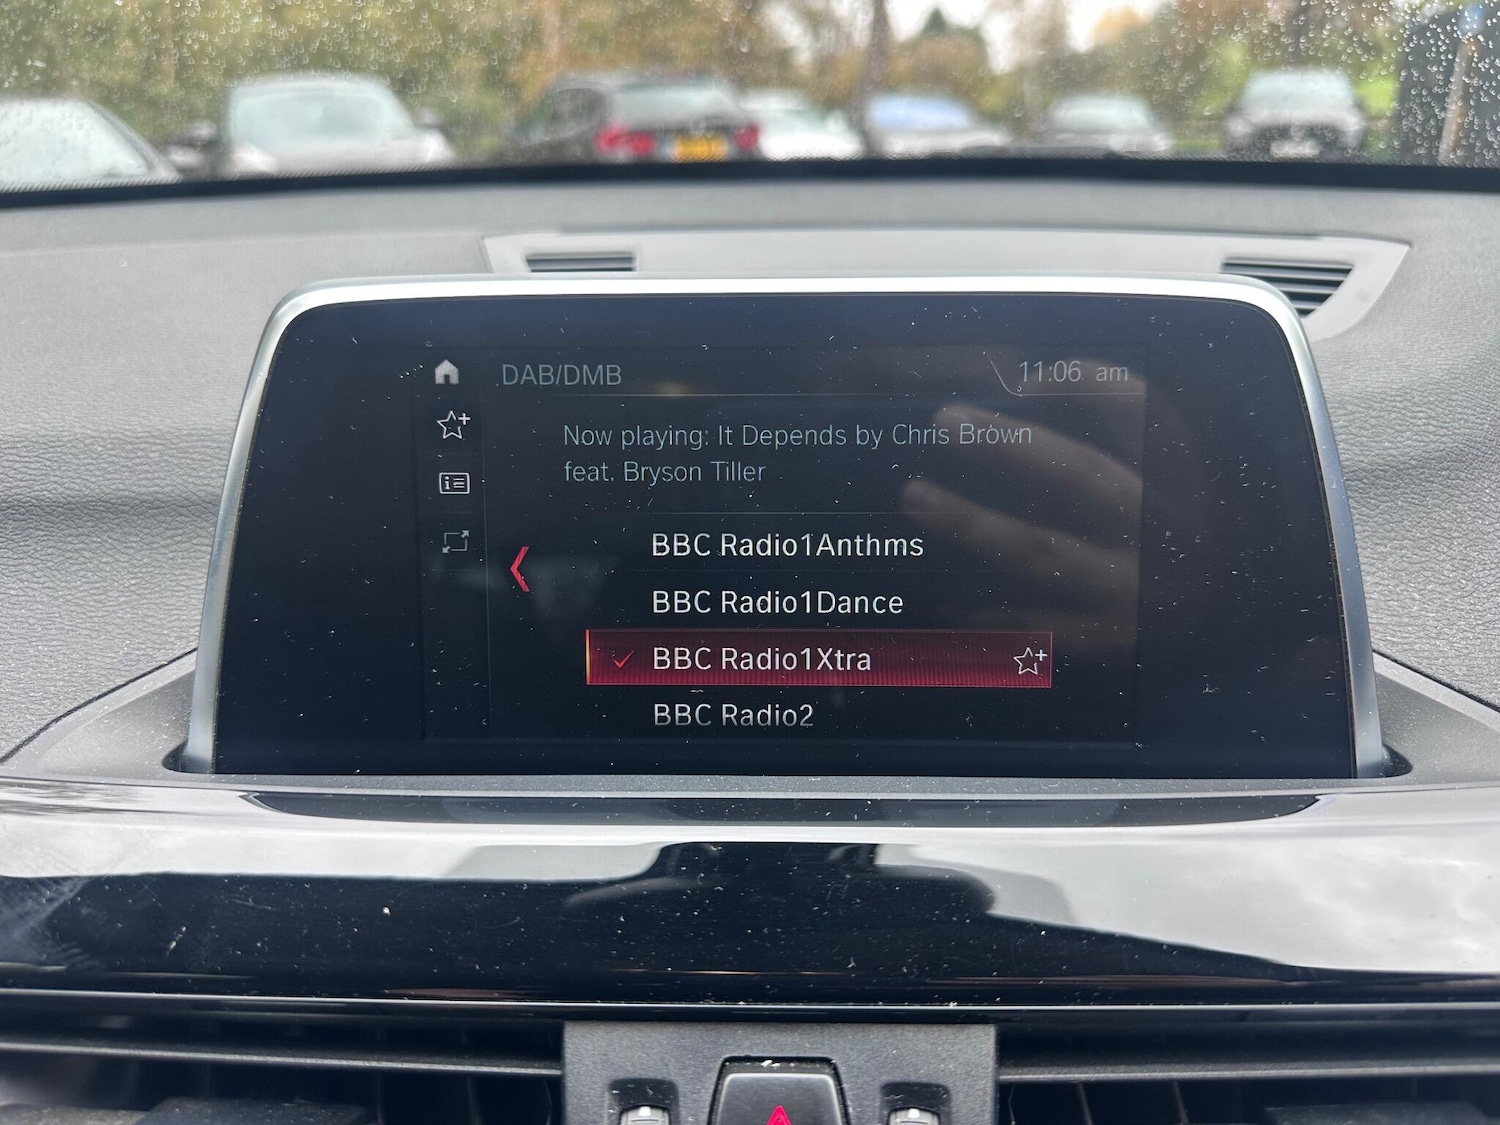 DAB/DMB
11:06 am
Now playing: It Depends by Chris Brown
feat. Bryson Tiller
BBC Radio1Anthms
BBC Radio1Dance
BBC Radio1Xtra
BBC Radio2